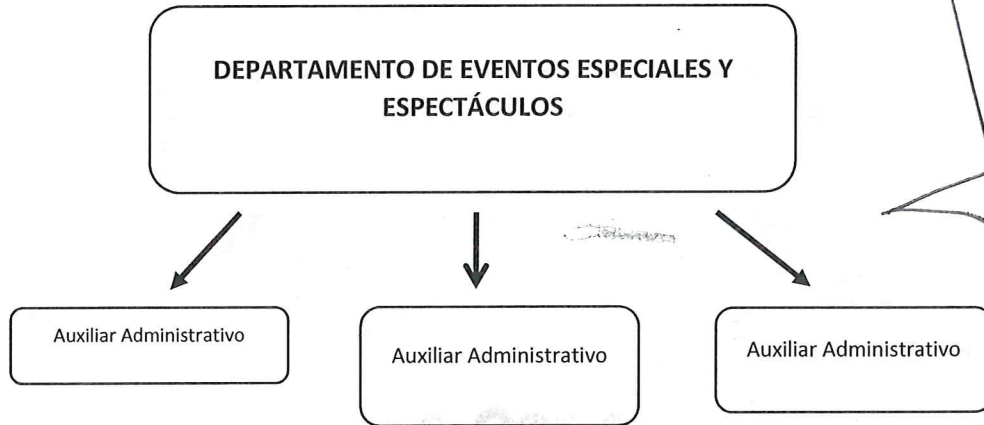 DEPARTAMENTO DE EVENTOS ESPECIALES Y
ESPECTÁCULOS
Auxiliar Administrativo
Auxiliar Administrativo
Auxiliar Administrativo